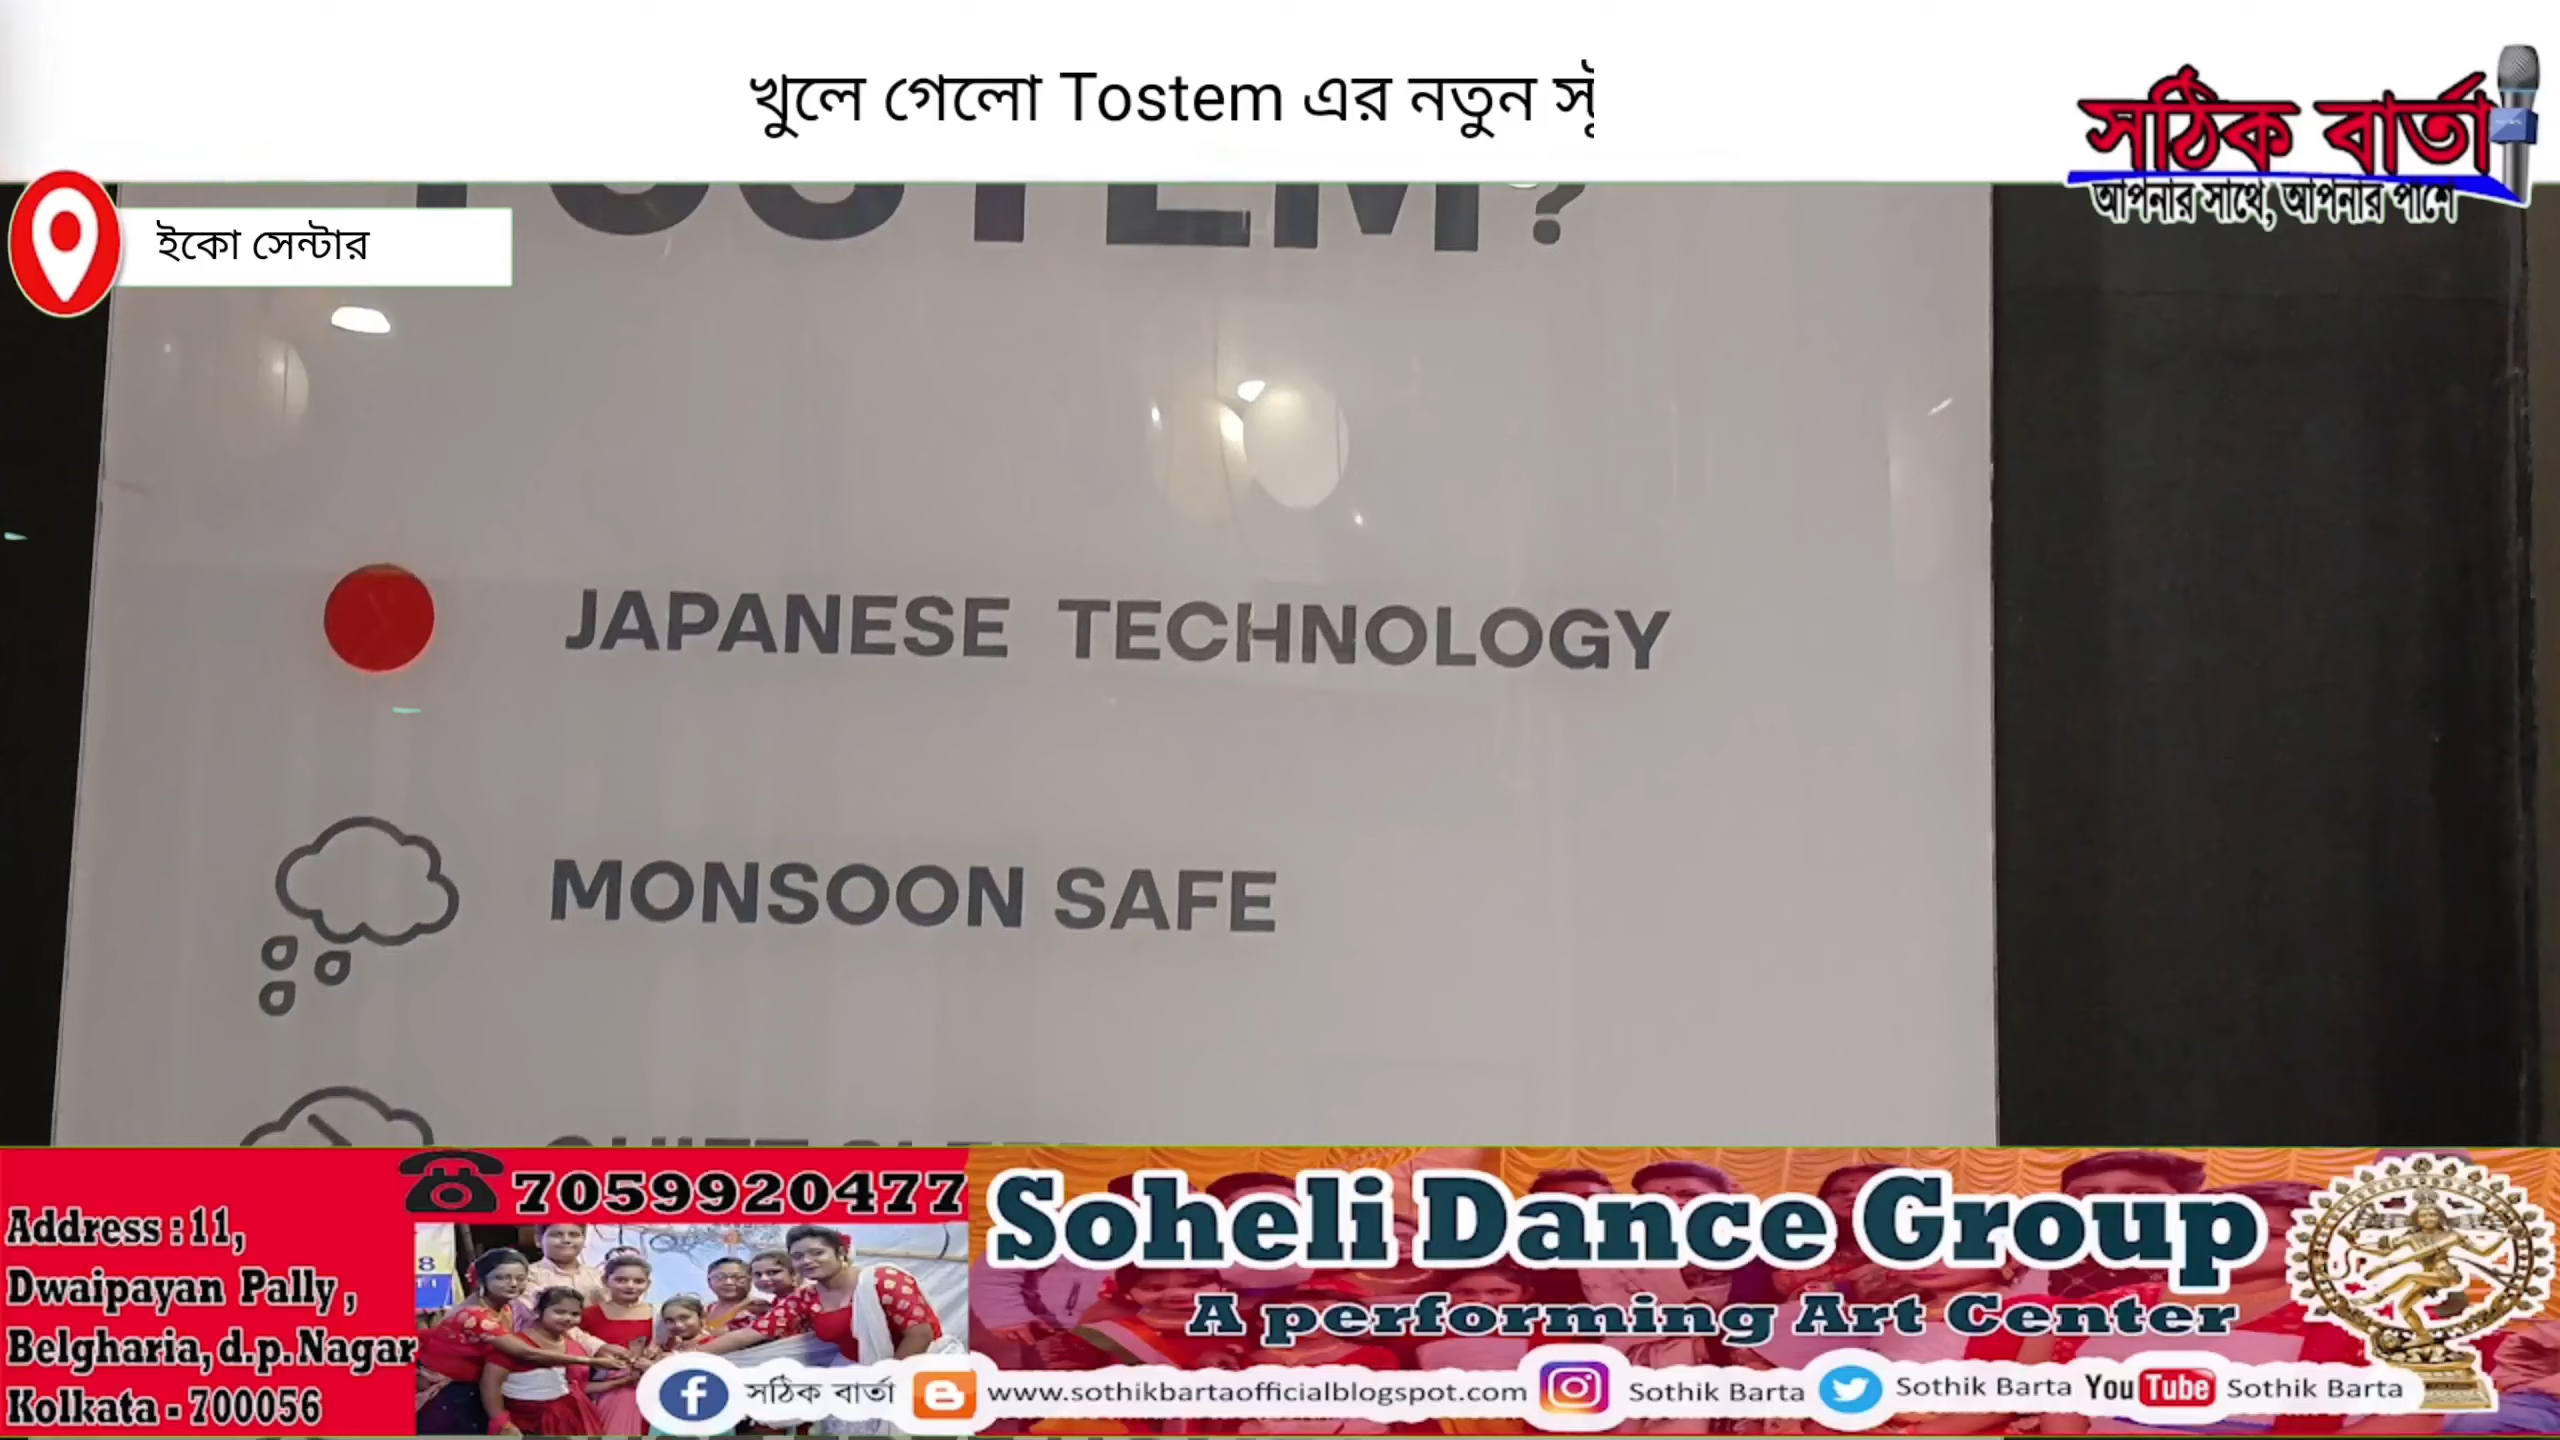 খুলে গেলো Tostem এর নতুন
সঠিক বার্তা
আপনার সাথে, আপনার পাশে
ইকো সেন্টার
TOSTEM?
JAPANESE TECHNOLOGY
MONSOON SAFE
7059920477
Address : 11,
Dwaipayan Pally ,
Belgharia, d.p.Nagar
Kolkata - 700056
Soheli Dance Group
A performing Art Center
সঠিক বার্তা
www.sothikbartaofficialblogspot.com
Sothik Barta
Sothik Barta
YouTube Sothik Barta